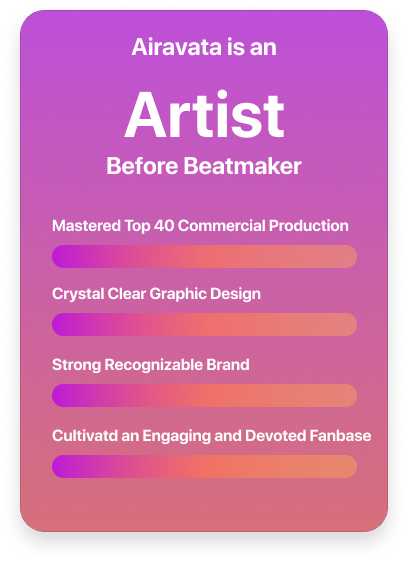 Airavata is an
Artist
Before Beatmaker
Mastered Top 40 Commercial Production
Crystal Clear Graphic Design
Strong Recognizable Brand
Cultivatd an Engaging and Devoted Fanbase